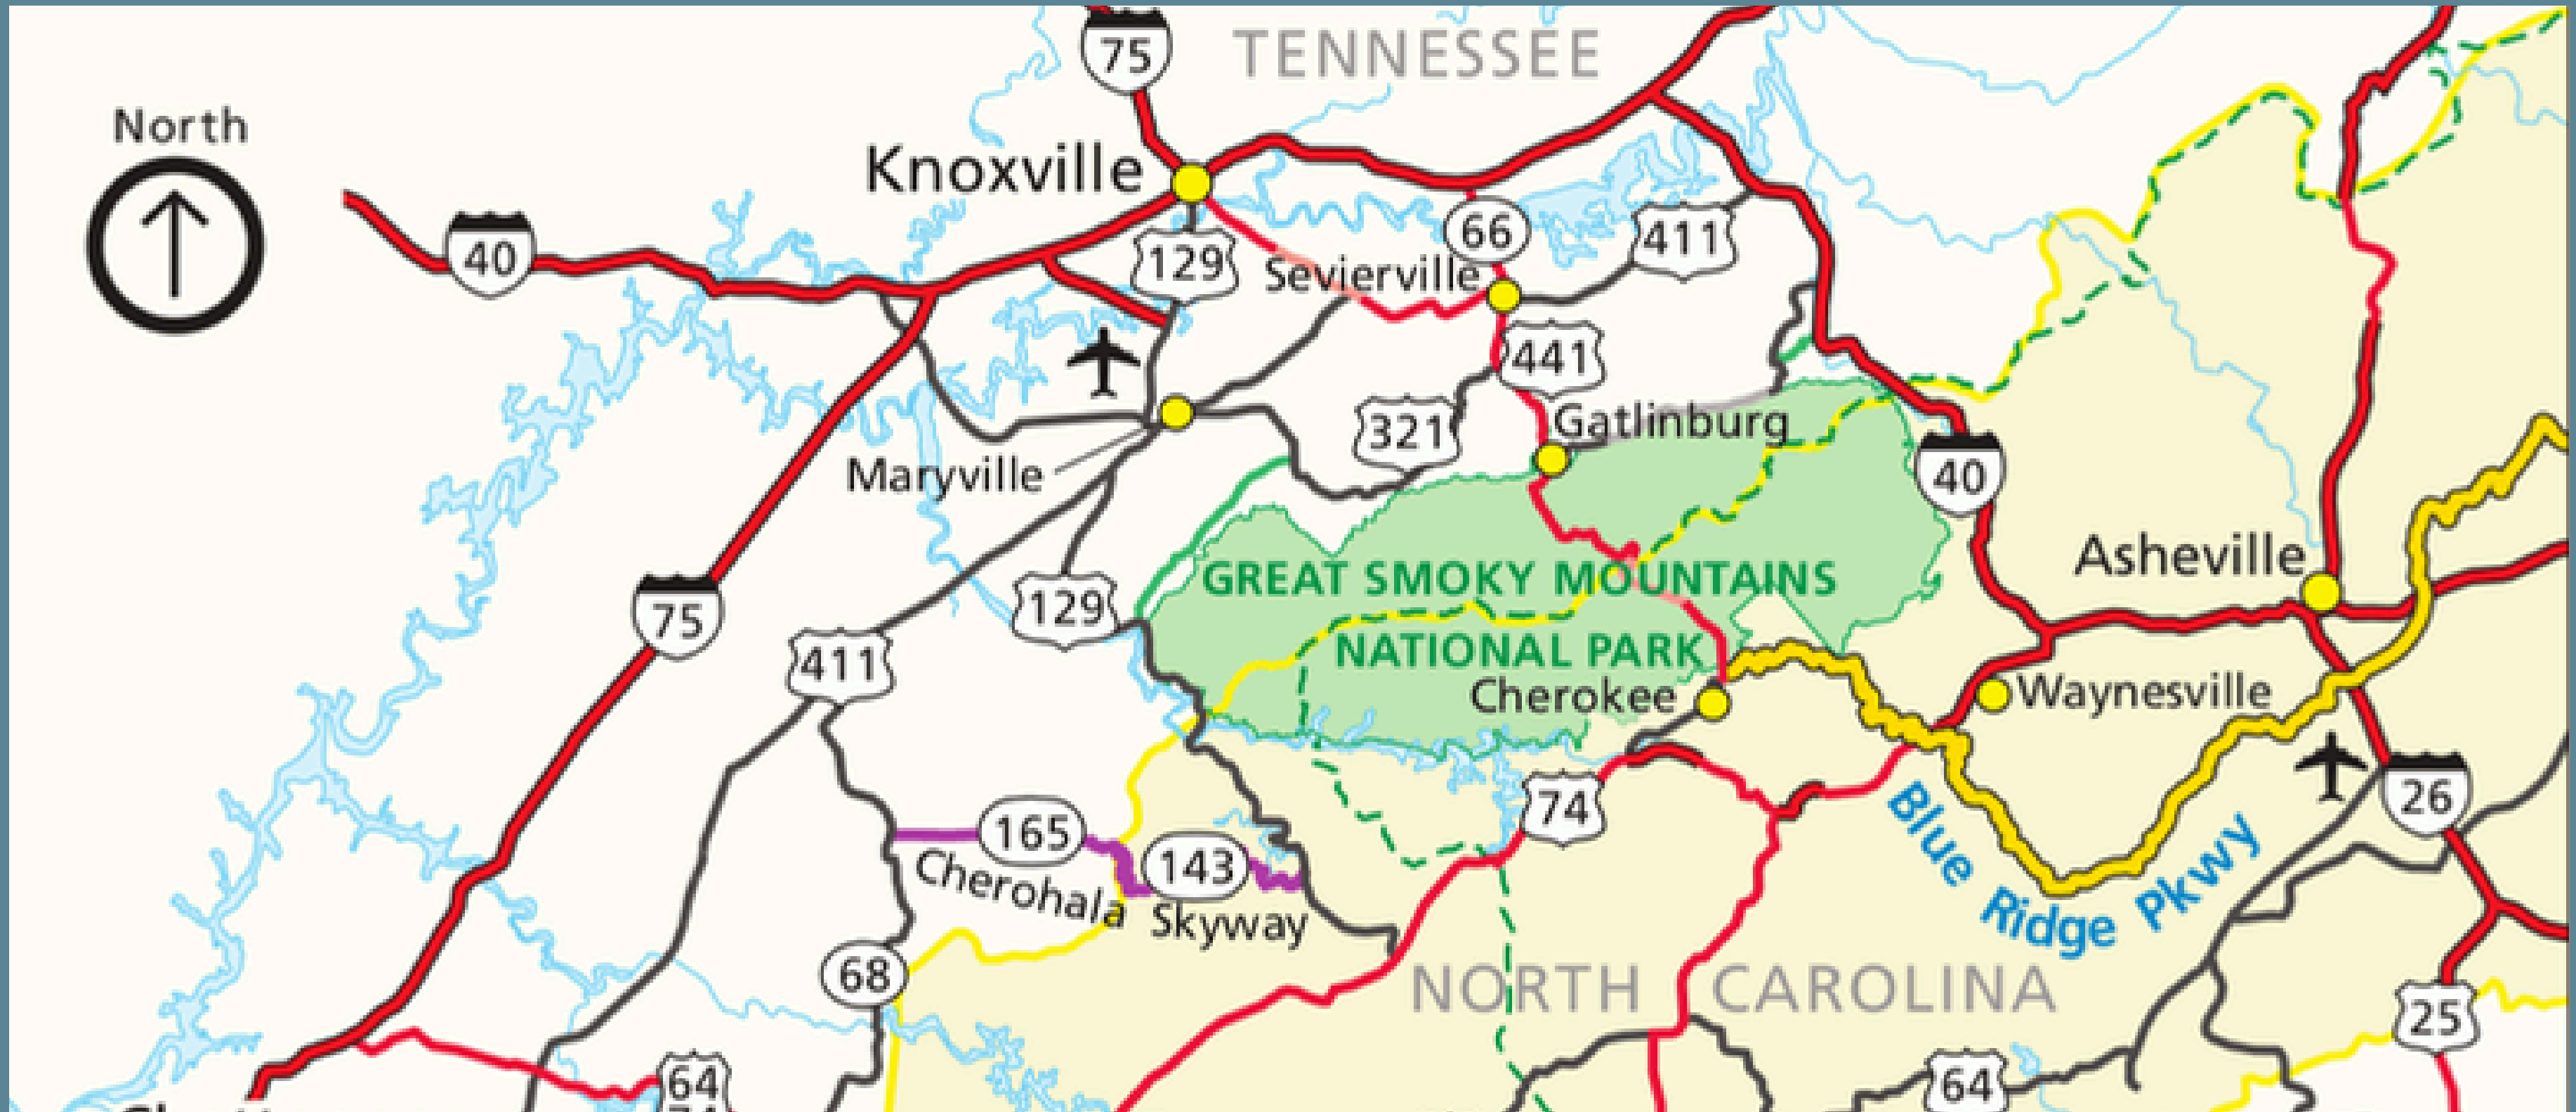 75
TENNESSEE
North
Knoxville
40
129
66
411
Sevierville
441
321
Gatlinburg
Maryville
40
GREAT SMOKY MOUNTAINS
NATIONAL PARK
Asheville
129
75
411
Cherokee
Waynesville
165
143
74
26
Cherohala Skyway
Blue Ridge Pkwy
68
NORTH CAROLINA
25
64
64